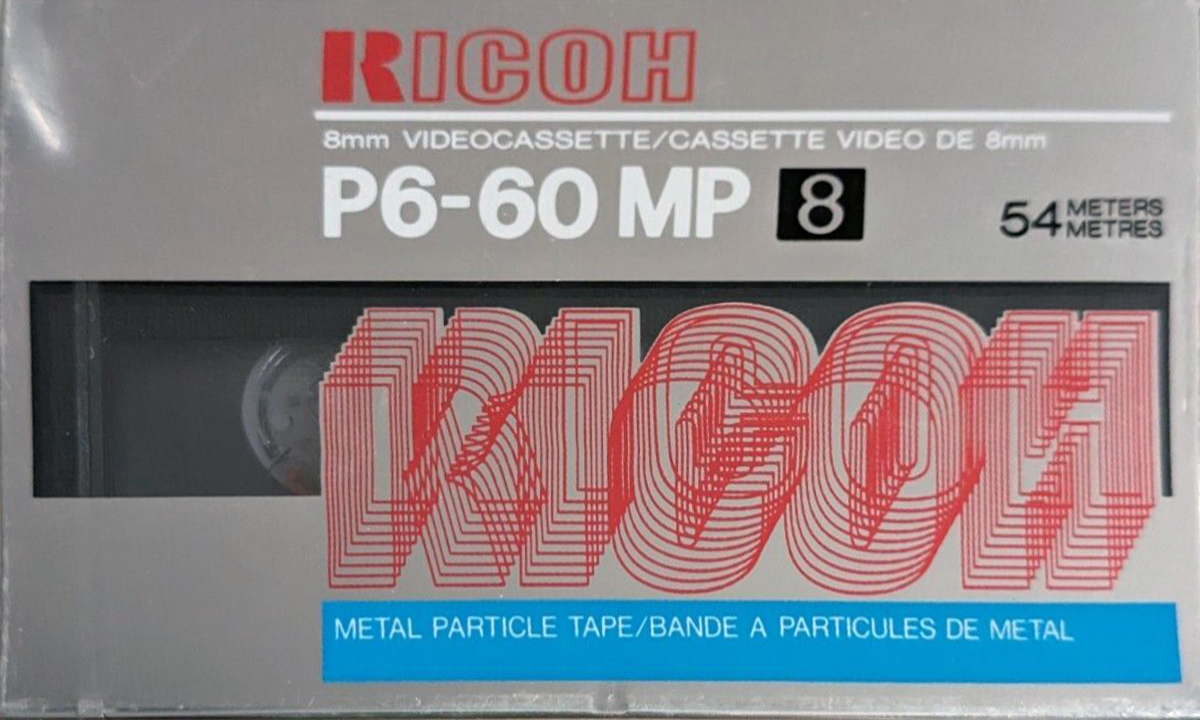 RICOH
8mm VIDEOCASSETTE/CASSETTE VIDEO DE 8mm
P6-60 MP 8
54 METERS
METRES
RICOH
METAL PARTICLE TAPE/BANDE A PARTICULES DE METAL